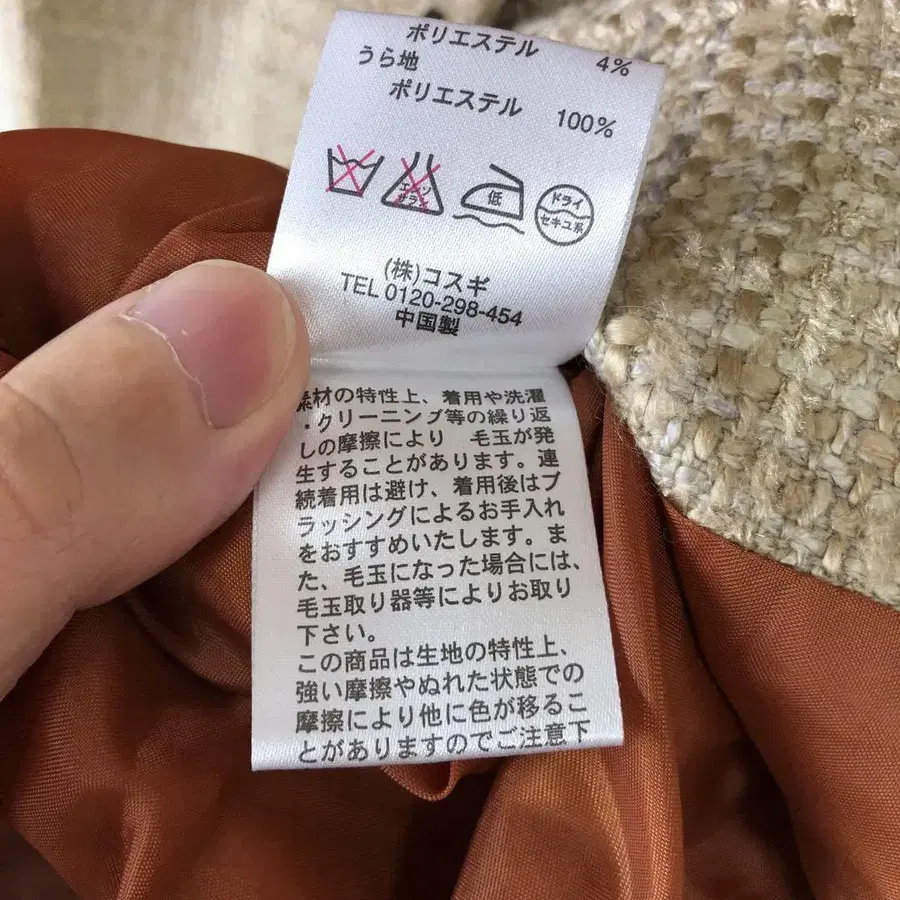 ポリエステル 4%
うら地
ポリエステル 100%
エンソ
サラシ
低
ドライ
セキユ系
(株)コスギ
TEL 0120-298-454
中国製
素材の特性上、着用や洗濯
・クリーニング等の繰り返
しの摩擦により 毛玉が発
生することがあります。連
続着用は避け、着用後はブ
ラッシングによるお手入れ
をおすすめいたします。ま
た、毛玉になった場合には、
毛玉取り器等によりお取り
下さい。
この商品は生地の特性上、
強い摩擦やぬれた状態での
摩擦により他に色が移るこ
とがありますのでご注意下